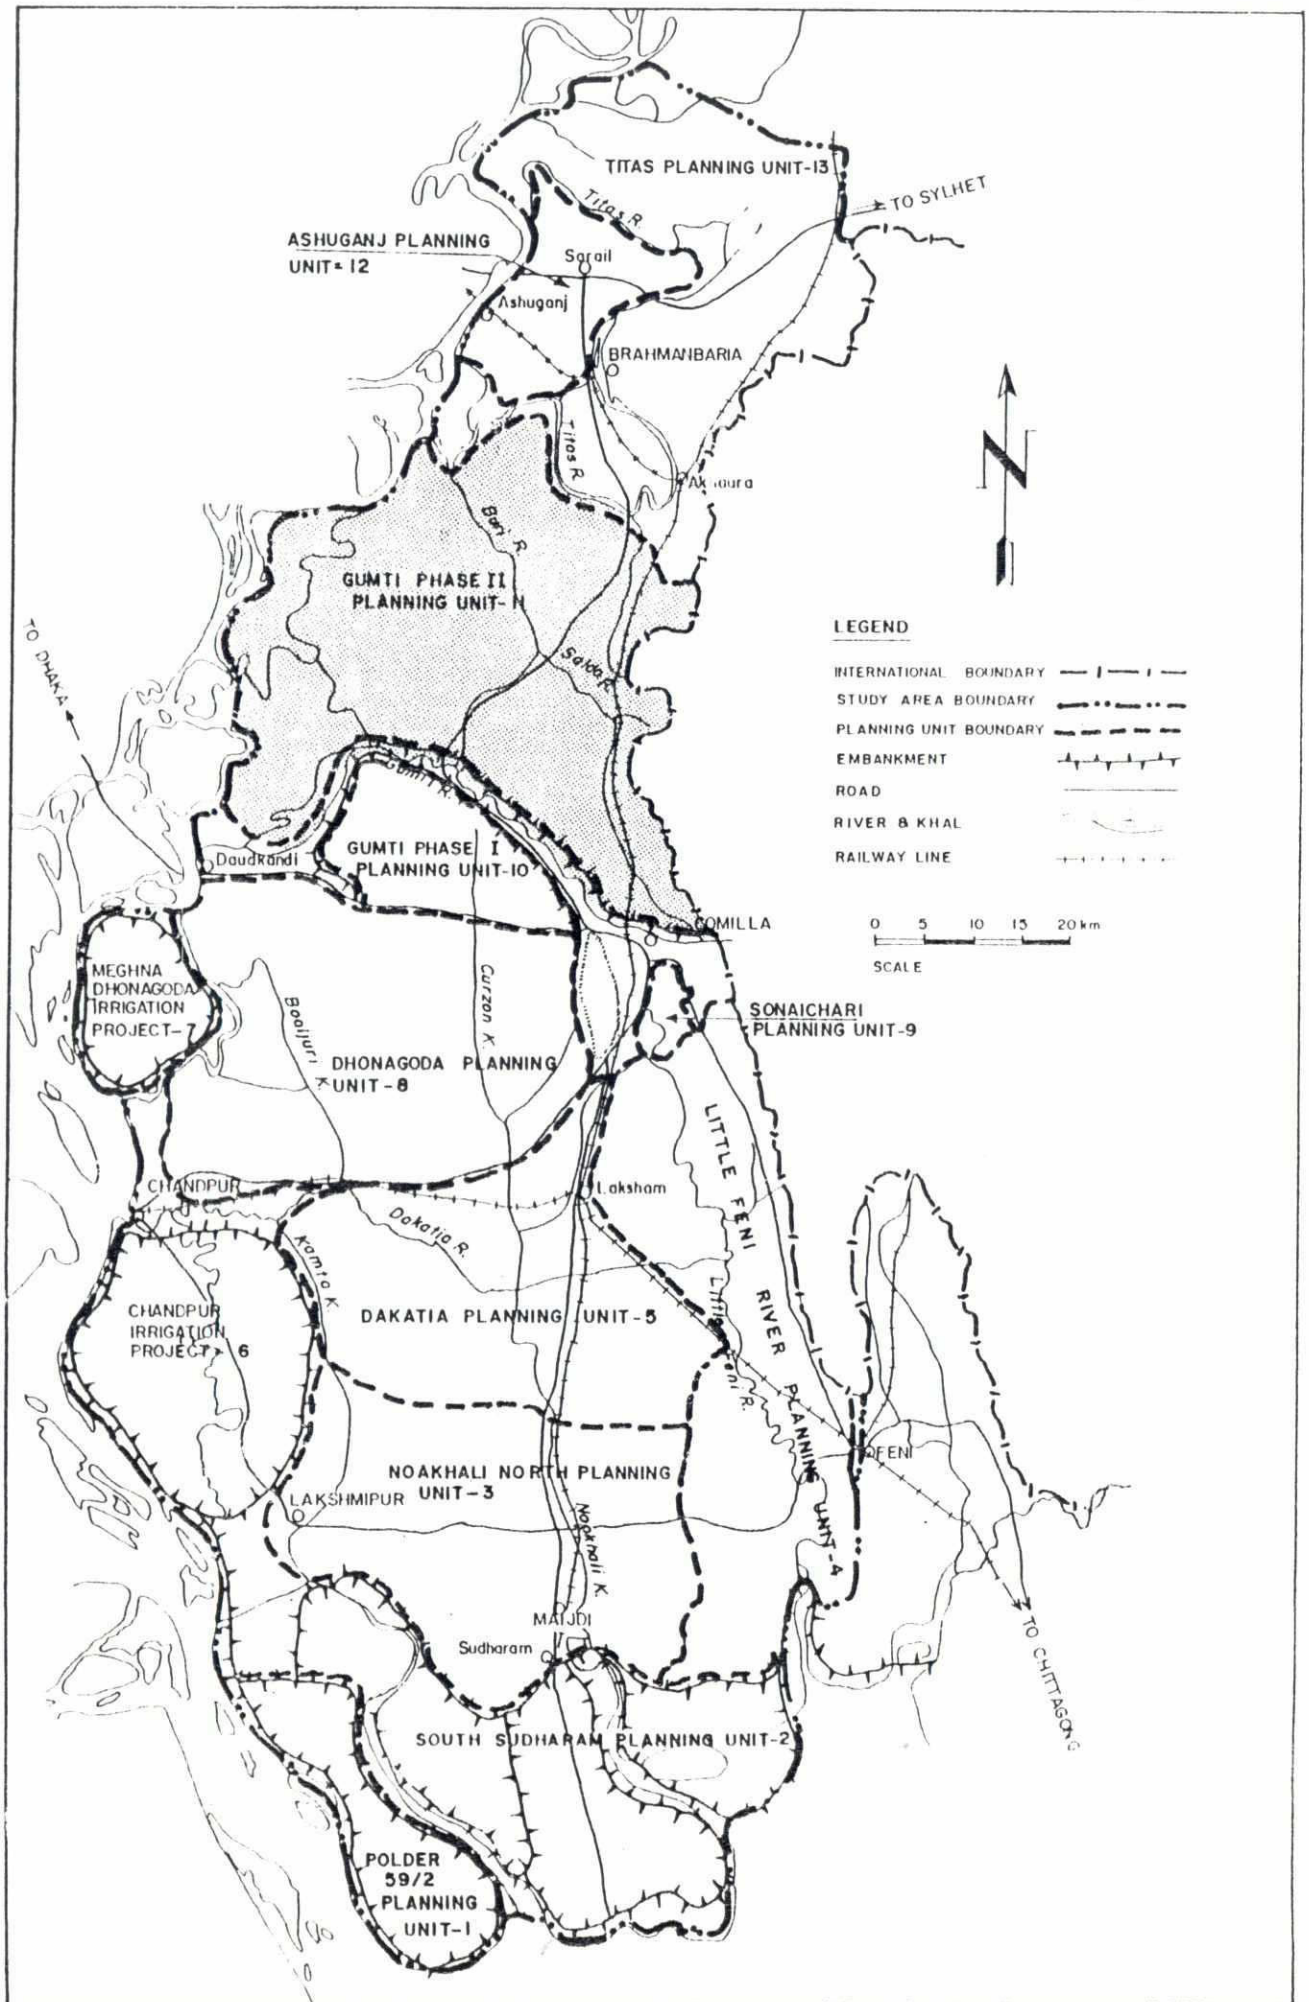 TITAS PLANNING UNIT-13
TO SYLHET
Titas R.
ASHUGANJ PLANNING
UNIT-12
Sarail
Ashuganj
BRAHMANBARIA
Titas R.
Buri R.
GUMTI PHASE II
PLANNING UNIT-11
Salda R.
TO DHAKA
LEGEND
INTERNATIONAL BOUNDARY
STUDY AREA BOUNDARY
PLANNING UNIT BOUNDARY
EMBANKMENT
ROAD
RIVER & KHAL
RAILWAY LINE
Gumti R.
Daudkandi
GUMTI PHASE I
PLANNING UNIT-10
COMILLA
0 5 10 15 20 km
SCALE
MEGHNA
DHONAGODA
IRRIGATION
PROJECT-7
Boaljuri K.
Curzon K.
SONAICHARI
PLANNING UNIT-9
DHONAGODA PLANNING
UNIT-8
LITTLE FENI RIVER PLANNING UNIT-4
CHANDPUR
Laksham
Dakatia R.
Kamta K.
Little Feni R.
CHANDPUR
IRRIGATION
PROJECT-6
DAKATIA PLANNING UNIT-5
FENI
NOAKHALI NORTH PLANNING
UNIT-3
LAKSHMIPUR
Noakhali K.
MAIJDI
Sudharam
TO CHITTAGONG
SOUTH SUDHARAM PLANNING UNIT-2
POLDER
59/2
PLANNING
UNIT-1